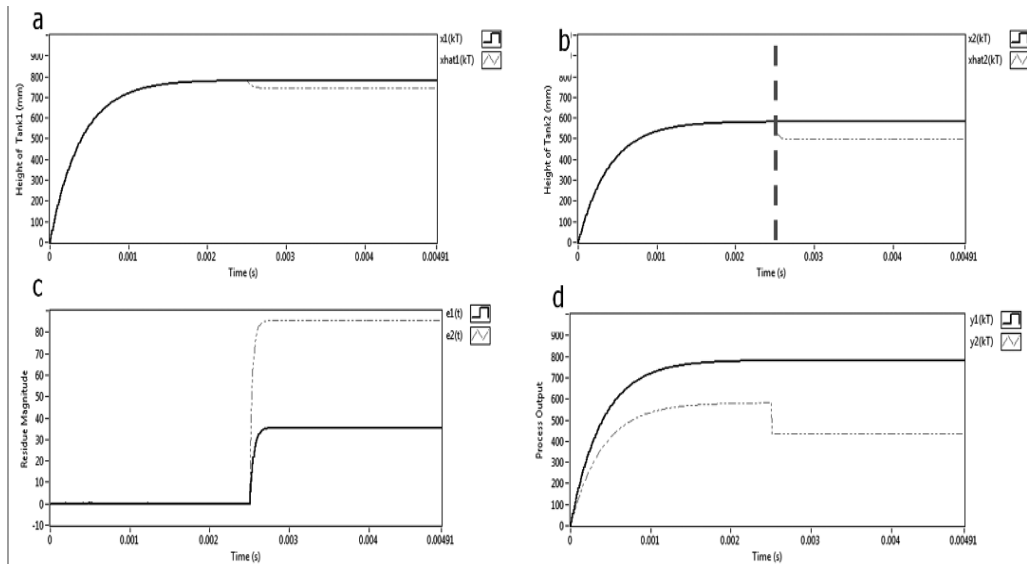 a
x1(kT)
xhat1(kT)
Height of Tank1 (mm)
900
800
700
600
500
400
300
200
100
0
0 0.001 0.002 0.003 0.004 0.00491
Time (s)
b
x2(kT)
xhat2(kT)
Height of Tank2 (mm)
900
800
700
600
500
400
300
200
100
0
0 0.001 0.002 0.003 0.004 0.00491
Time (s)
c
e1(t)
e2(t)
Residue Magnitude
80
70
60
50
40
30
20
10
0
-10
0 0.001 0.002 0.003 0.004 0.00491
Time (s)
d
y1(kT)
y2(kT)
Process Output
900
800
700
600
500
400
300
200
100
0
0 0.001 0.002 0.003 0.004 0.00491
Time (s)